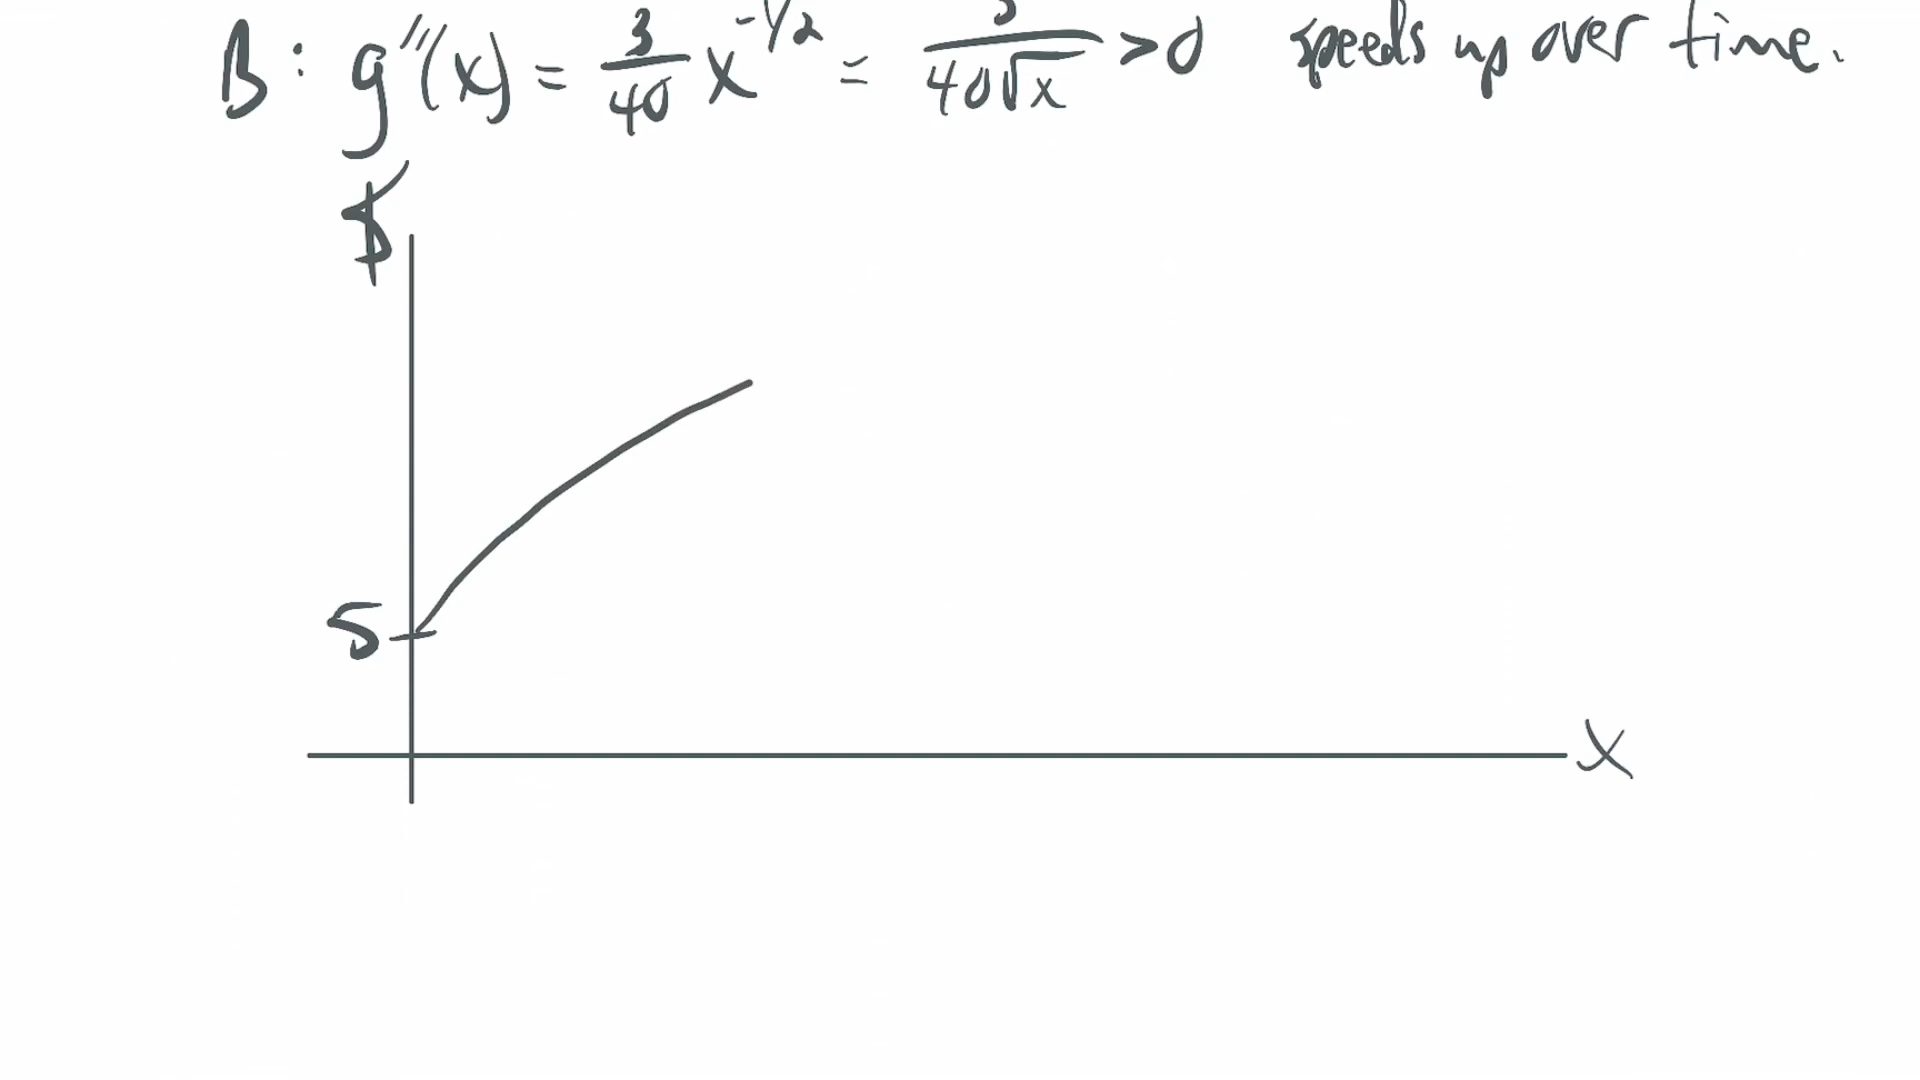 B: g''(x) = 3/40 x^{-1/2} = 3/(40√x) > 0 speeds up over time.
$
5
X